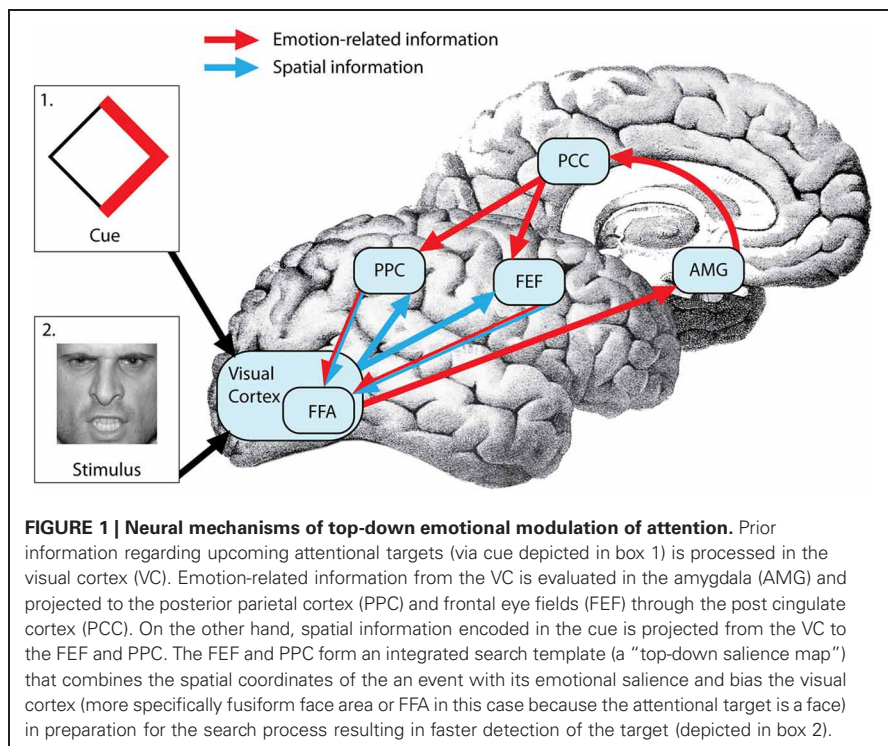 Emotion-related information
Spatial information
1.
Cue
2.
Stimulus
PCC
PPC
FEF
AMG
Visual
Cortex
FFA
FIGURE 1 | Neural mechanisms of top-down emotional modulation of attention. Prior
information regarding upcoming attentional targets (via cue depicted in box 1) is processed in the
visual cortex (VC). Emotion-related information from the VC is evaluated in the amygdala (AMG) and
projected to the posterior parietal cortex (PPC) and frontal eye fields (FEF) through the post cingulate
cortex (PCC). On the other hand, spatial information encoded in the cue is projected from the VC to
the FEF and PPC. The FEF and PPC form an integrated search template (a “top-down salience map”)
that combines the spatial coordinates of the an event with its emotional salience and bias the visual
cortex (more specifically fusiform face area or FFA in this case because the attentional target is a face)
in preparation for the search process resulting in faster detection of the target (depicted in box 2).